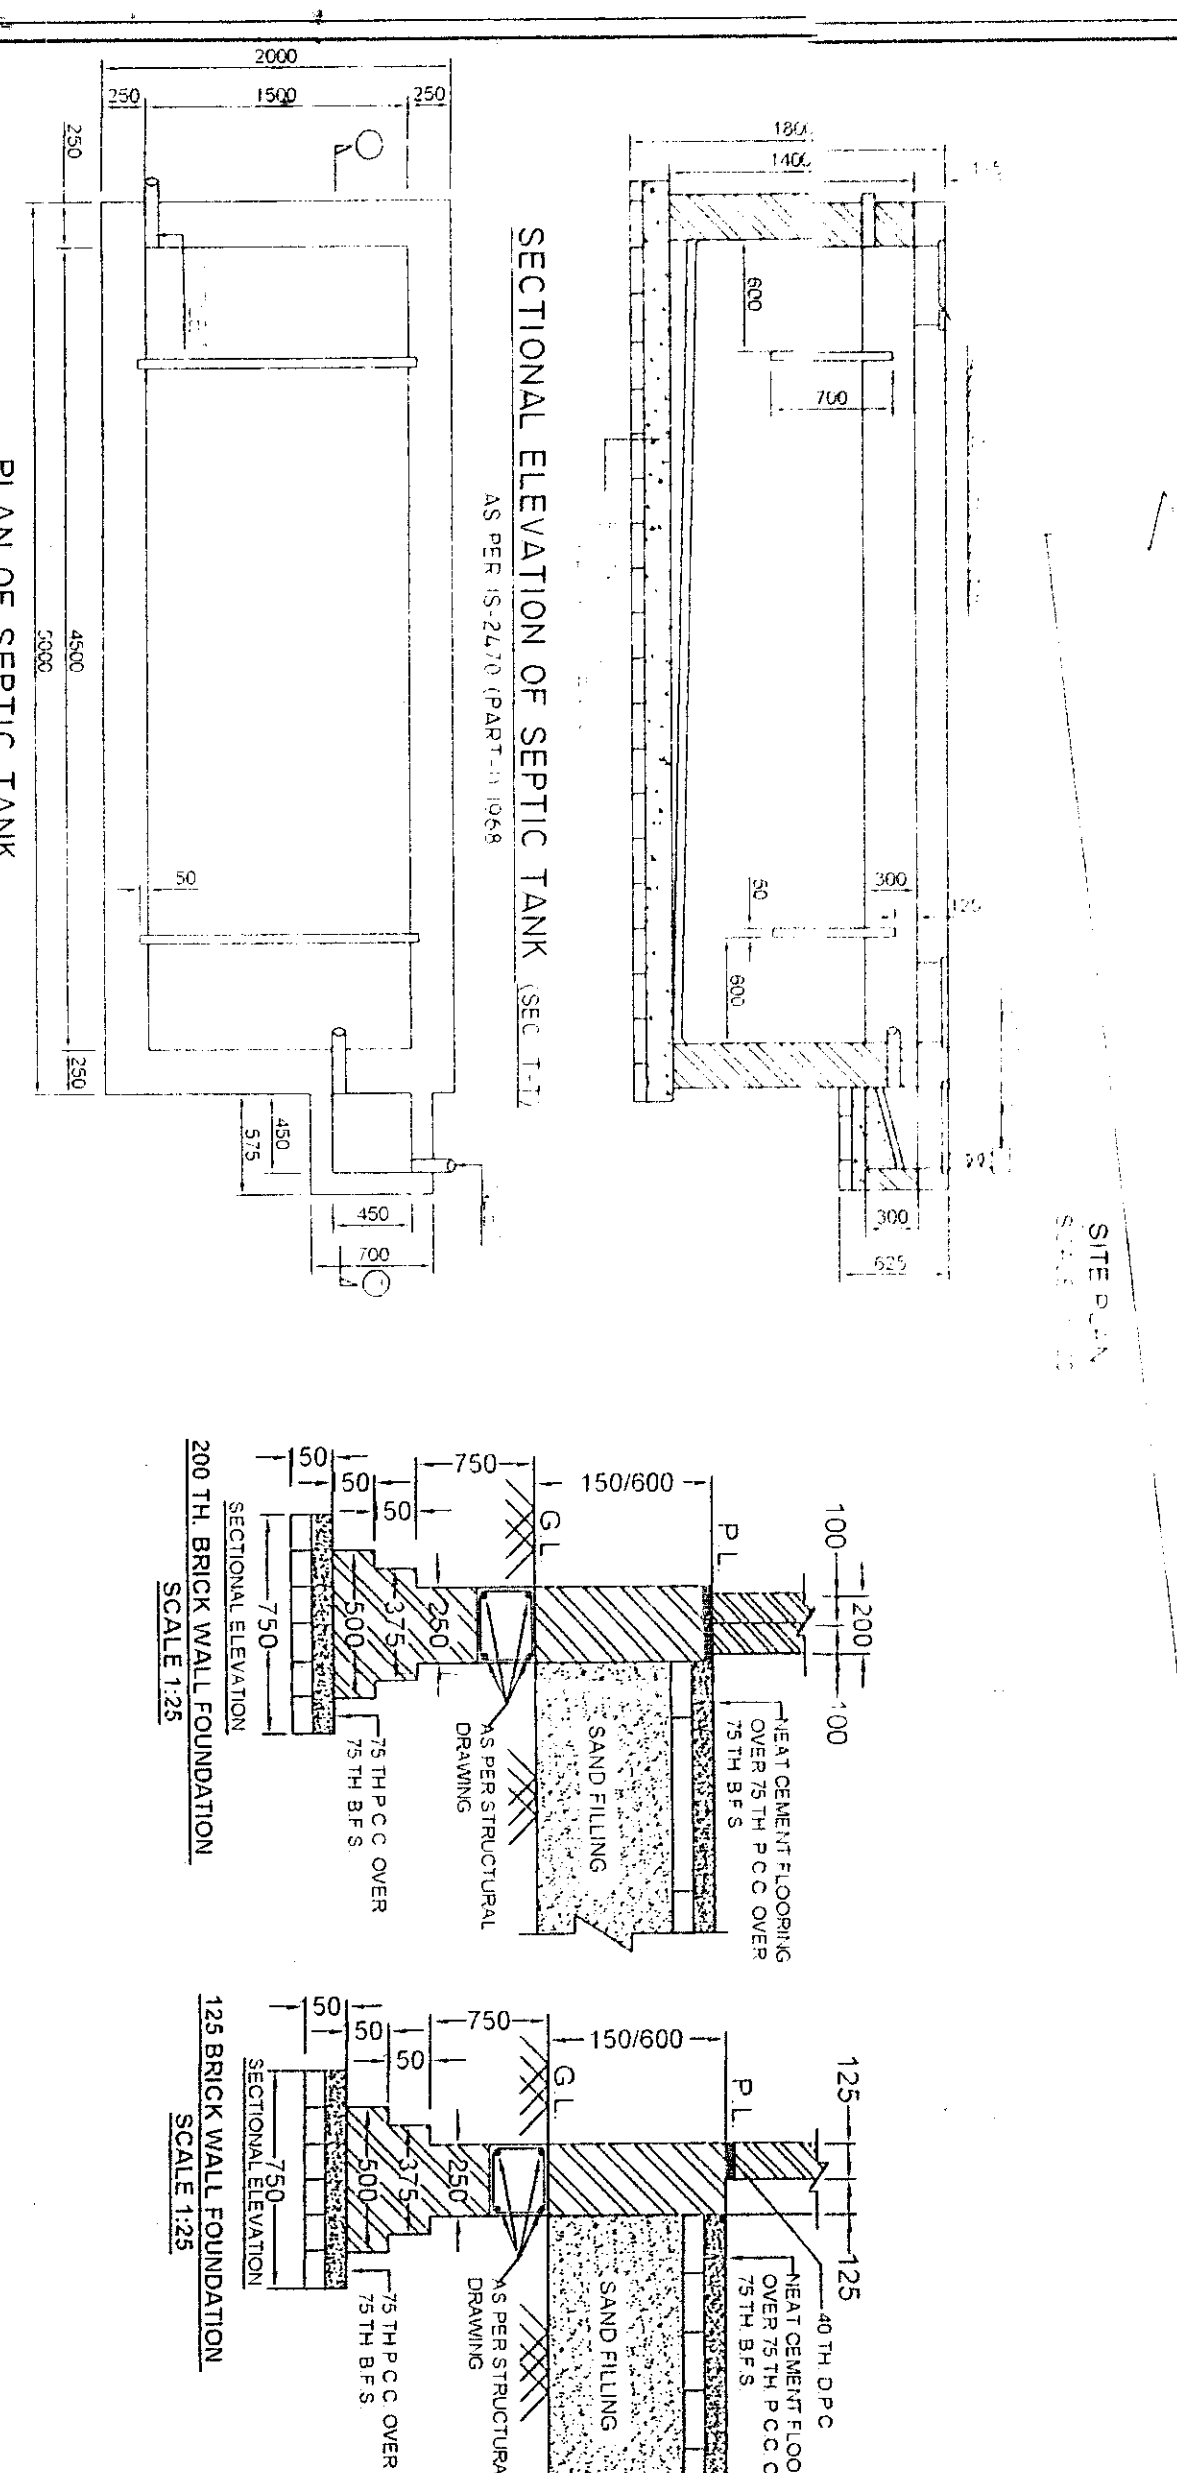 2000
250
1500
250
250
4500
5000
250
50
450
575
450
700
PLAN OF SEPTIC TANK
1400
600
700
300
50
600
300
625
SECTIONAL ELEVATION OF SEPTIC TANK (SEC T-T)
AS PER IS-2470 (PART-I) 1968
SITE PLAN
100
200
100
P.L.
150/600
G.L.
750
50
50
50
250
375
500
750
NEAT CEMENT FLOORING
OVER 75 TH P.C.C OVER
75 TH B.F.S
SAND FILLING
AS PER STRUCTURAL
DRAWING
75 TH P.C.C. OVER
75 TH B.F.S.
SECTIONAL ELEVATION
200 TH. BRICK WALL FOUNDATION
SCALE 1:25
125
125
P.L.
150/600
G.L.
750
50
50
50
250
375
500
750
40 TH. D.P.C
NEAT CEMENT FLOO
OVER 75 TH P.C.C. O
75 TH B.F.S
SAND FILLING
AS PER STRUCTURA
DRAWING
75 TH P.C.C. OVER
75 TH B.F.S.
SECTIONAL ELEVATION
125 BRICK WALL FOUNDATION
SCALE 1:25